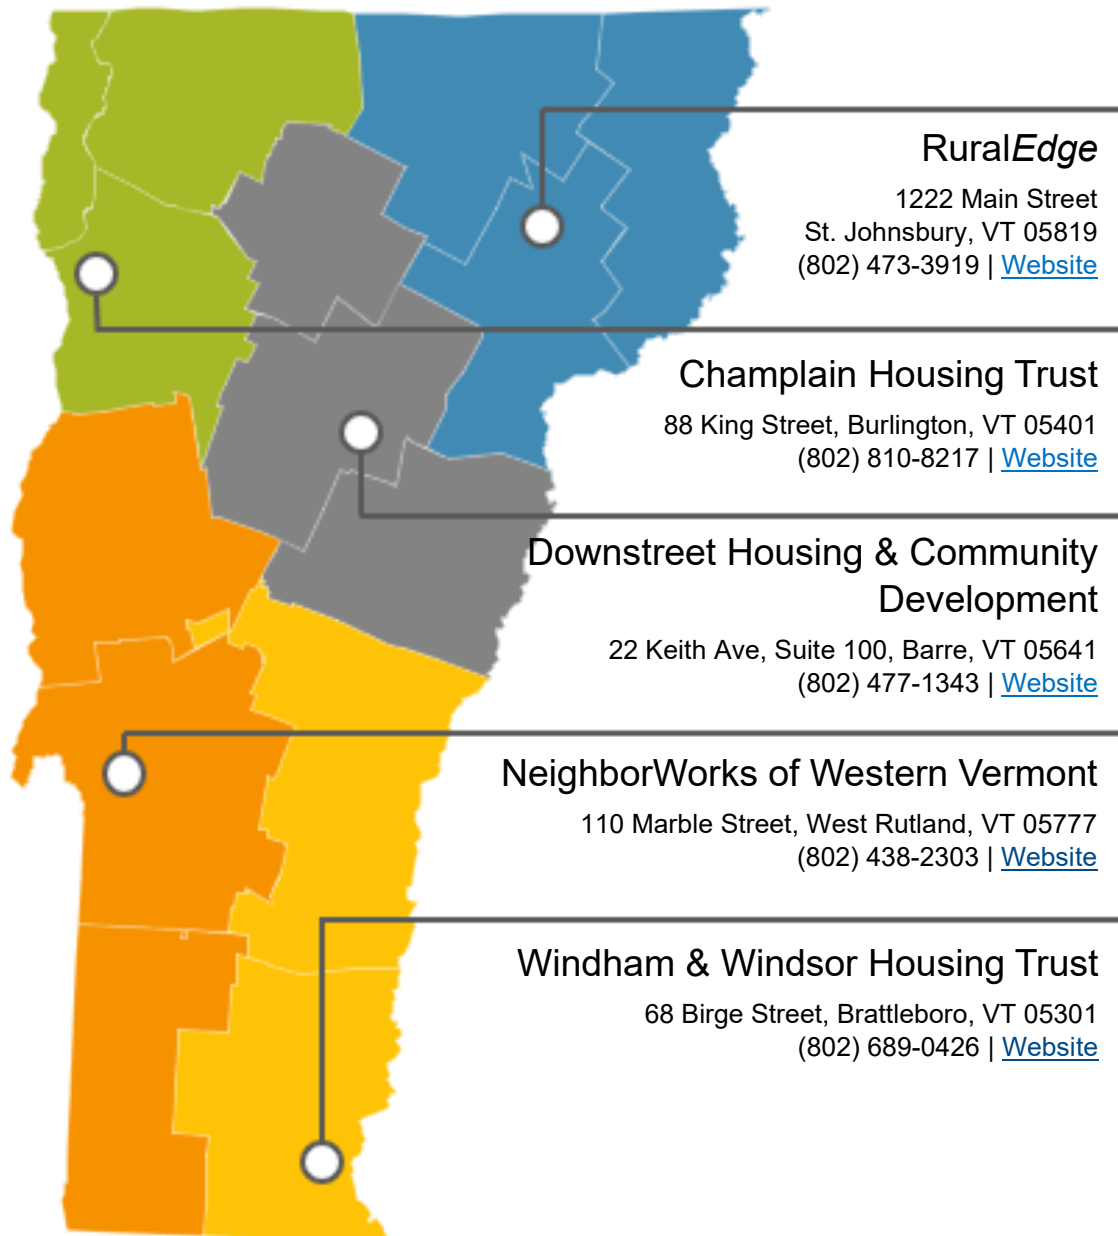 RuralEdge
1222 Main Street
St. Johnsbury, VT 05819
(802) 473-3919 | Website
Champlain Housing Trust
88 King Street, Burlington, VT 05401
(802) 810-8217 | Website
Downstreet Housing & Community
Development
22 Keith Ave, Suite 100, Barre, VT 05641
(802) 477-1343 | Website
NeighborWorks of Western Vermont
110 Marble Street, West Rutland, VT 05777
(802) 438-2303 | Website
Windham & Windsor Housing Trust
68 Birge Street, Brattleboro, VT 05301
(802) 689-0426 | Website